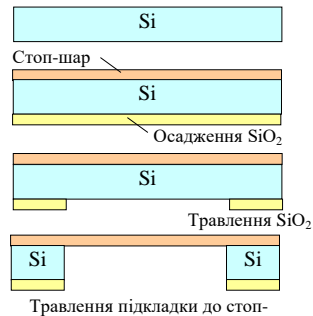 Si
Стоп-шар
Si
Осадження SiO₂
Si
Травлення SiO₂
Si Si
Травлення підкладки до стоп-